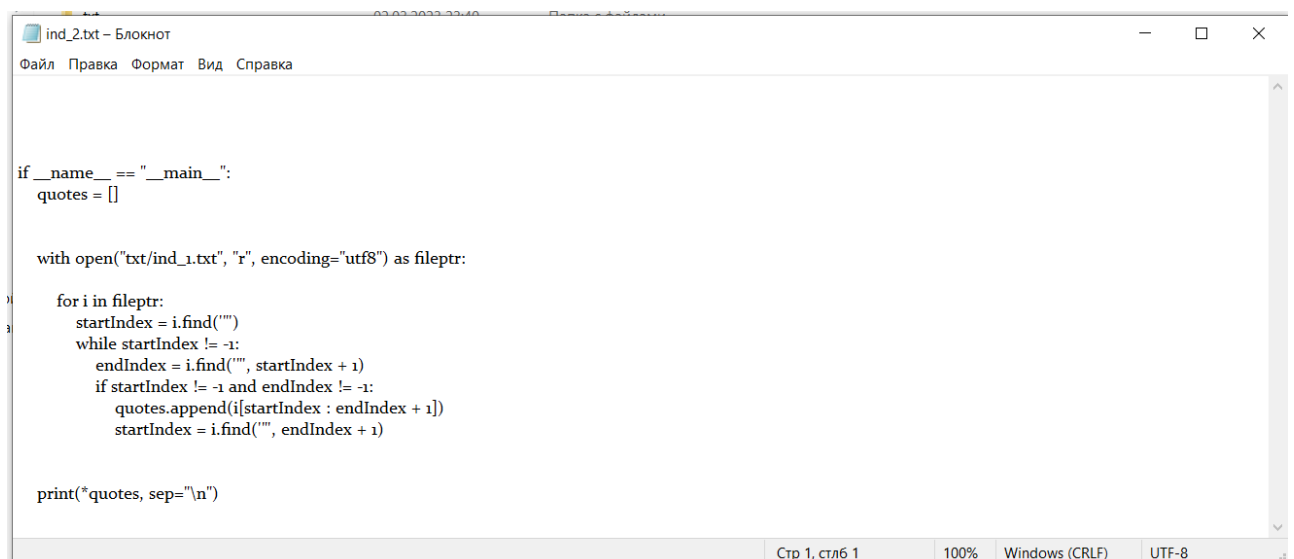 ind_2.txt – Блокнот
Файл Правка Формат Вид Справка
if __name__ == "__main__":
    quotes = []
    with open("txt/ind_1.txt", "r", encoding="utf8") as fileptr:
        for i in fileptr:
            startIndex = i.find('"')
            while startIndex != -1:
                endIndex = i.find('"', startIndex + 1)
                if startIndex != -1 and endIndex != -1:
                    quotes.append(i[startIndex : endIndex + 1])
                    startIndex = i.find('"', endIndex + 1)
    print(*quotes, sep="\n")
Стр 1, стлб 1 100% Windows (CRLF) UTF-8